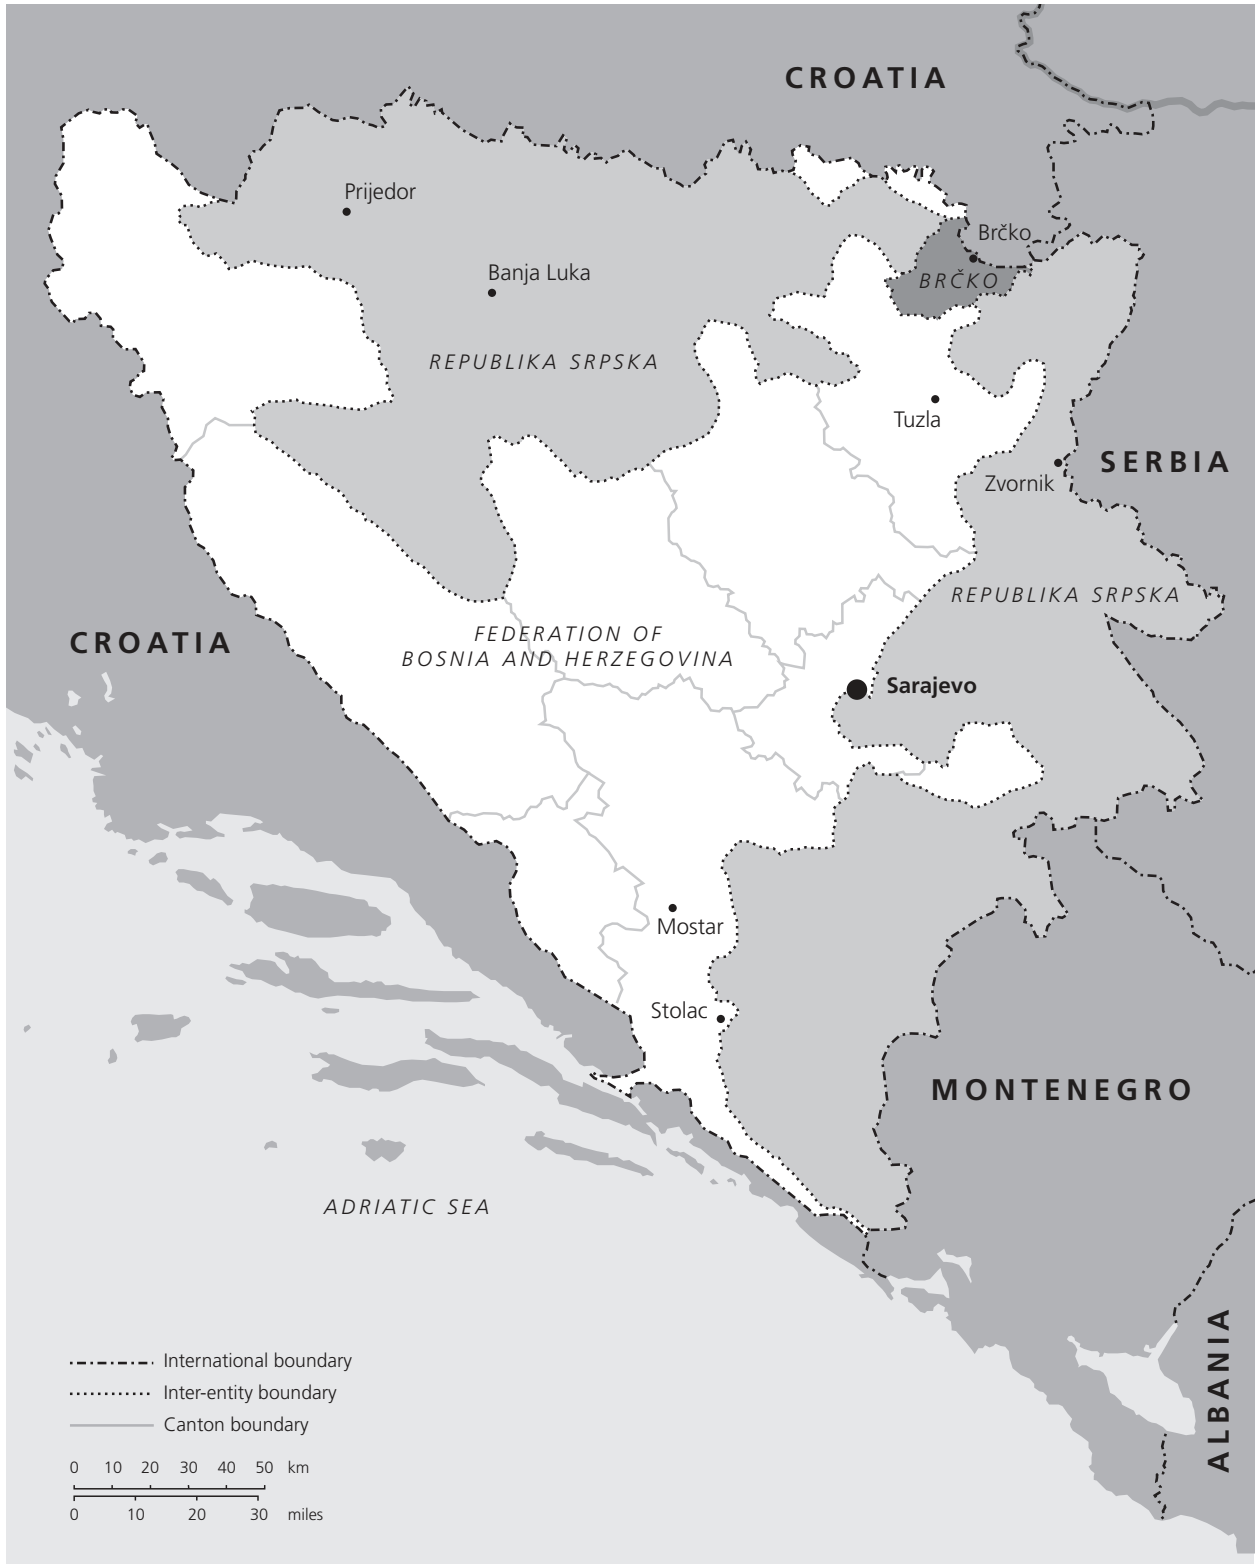 CROATIA
Prijedor
Brčko
Banja Luka
BRČKO
REPUBLIKA SRPSKA
Tuzla
SERBIA
Zvornik
REPUBLIKA SRPSKA
CROATIA
FEDERATION OF
BOSNIA AND HERZEGOVINA
Sarajevo
Mostar
Stolac
MONTENEGRO
ADRIATIC SEA
ALBANIA
International boundary
Inter-entity boundary
Canton boundary
0 10 20 30 40 50 km
0 10 20 30 miles